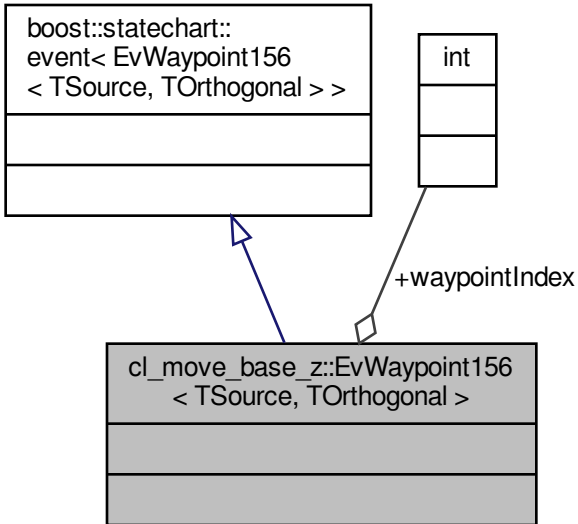 boost::statechart::
event< EvWaypoint156
< TSource, TOrthogonal > >
int
+waypointIndex
cl_move_base_z::EvWaypoint156
< TSource, TOrthogonal >